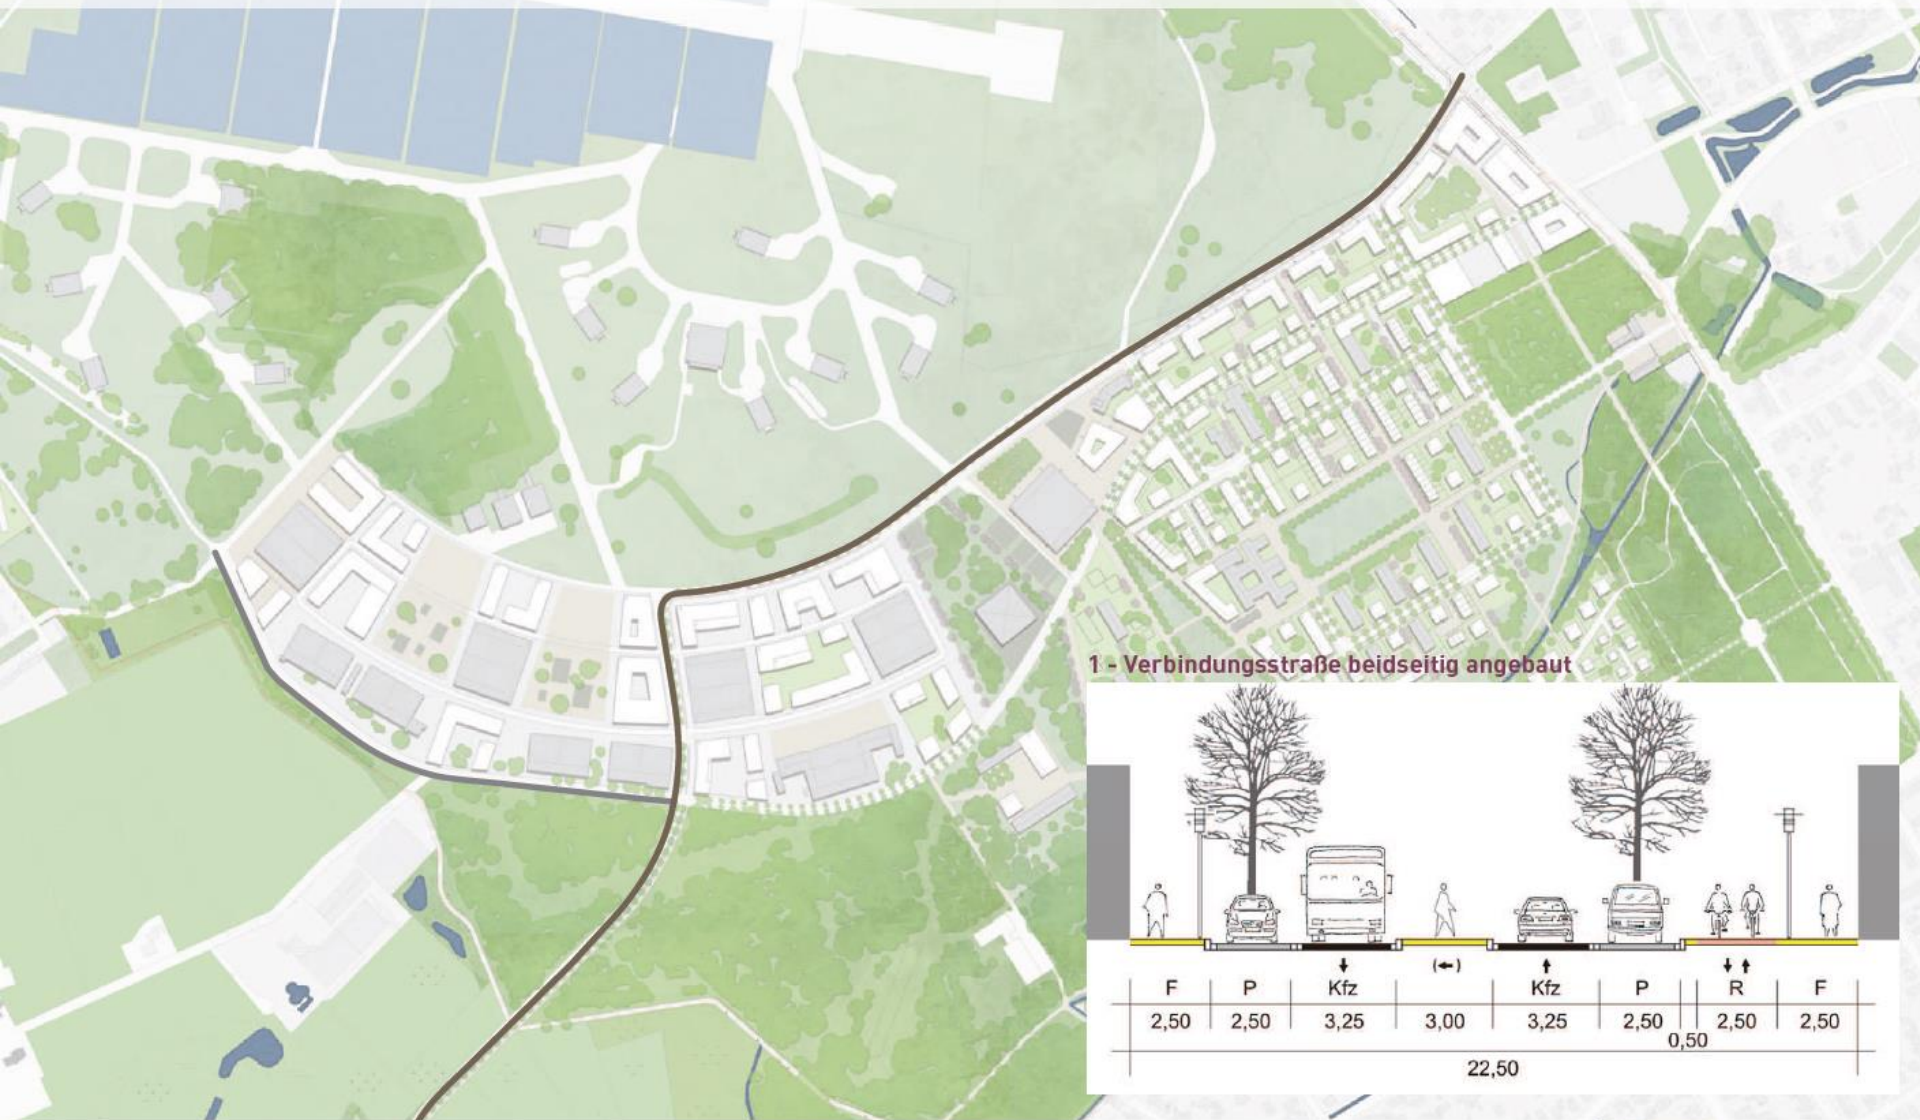 1 - Verbindungsstraße beidseitig angebaut
(←)
F P Kfz Kfz P R F
2,50 2,50 3,25 3,00 3,25 2,50 2,50 2,50
0,50
22,50